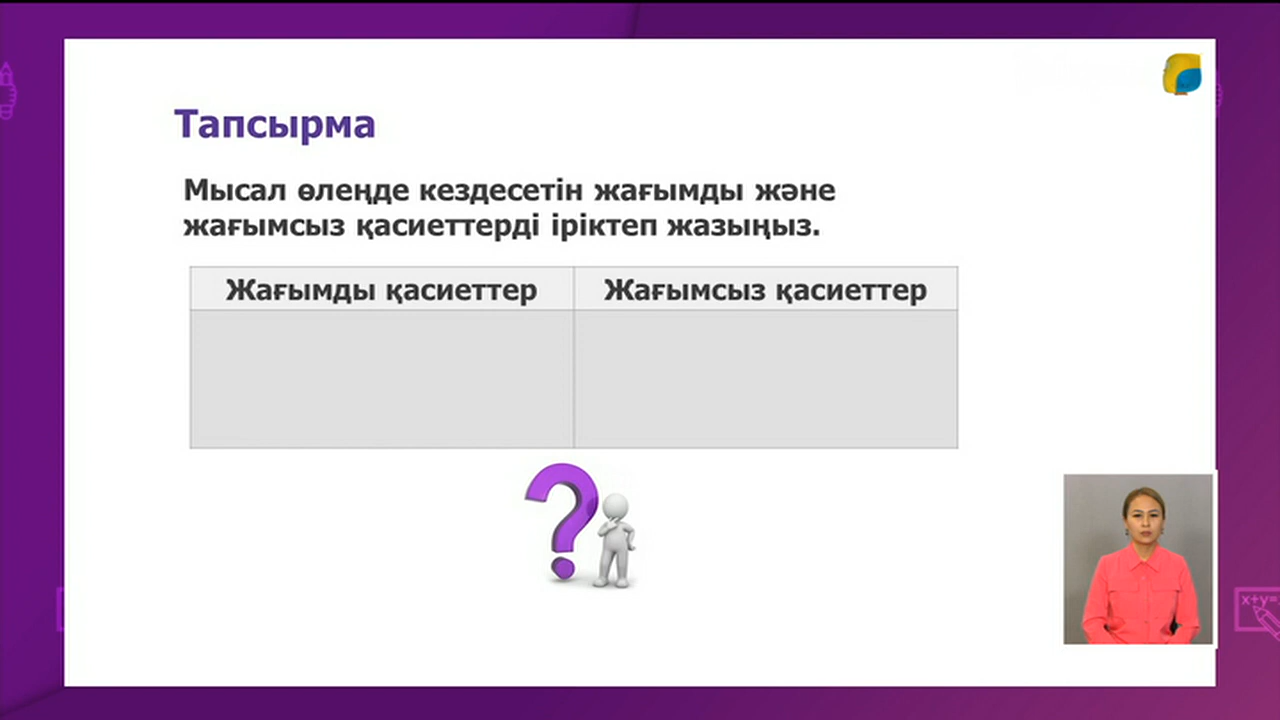 Тапсырма
Мысал өлеңде кездесетін жағымды және
жағымсыз қасиеттерді іріктеп жазыңыз.
Жағымды қасиеттер
Жағымсыз қасиеттер
x+y=